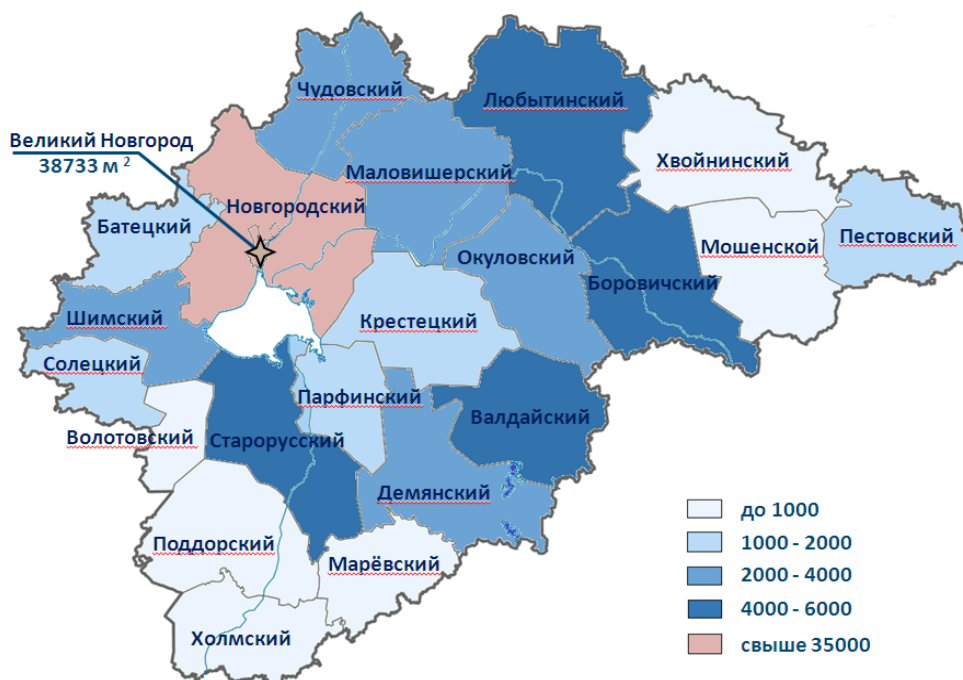 Чудовский
Любытинский
Великий Новгород
38733 м ²
Маловишерский
Хвойнинский
Новгородский
Батецкий
Мошенской
Пестовский
Окуловский
Боровичский
Шимский
Крестецкий
Солецкий
Парфинский
Валдайский
Волотовский
Старорусский
Демянский
Поддорский
Марёвский
Холмский
до 1000
1000 - 2000
2000 - 4000
4000 - 6000
свыше 35000